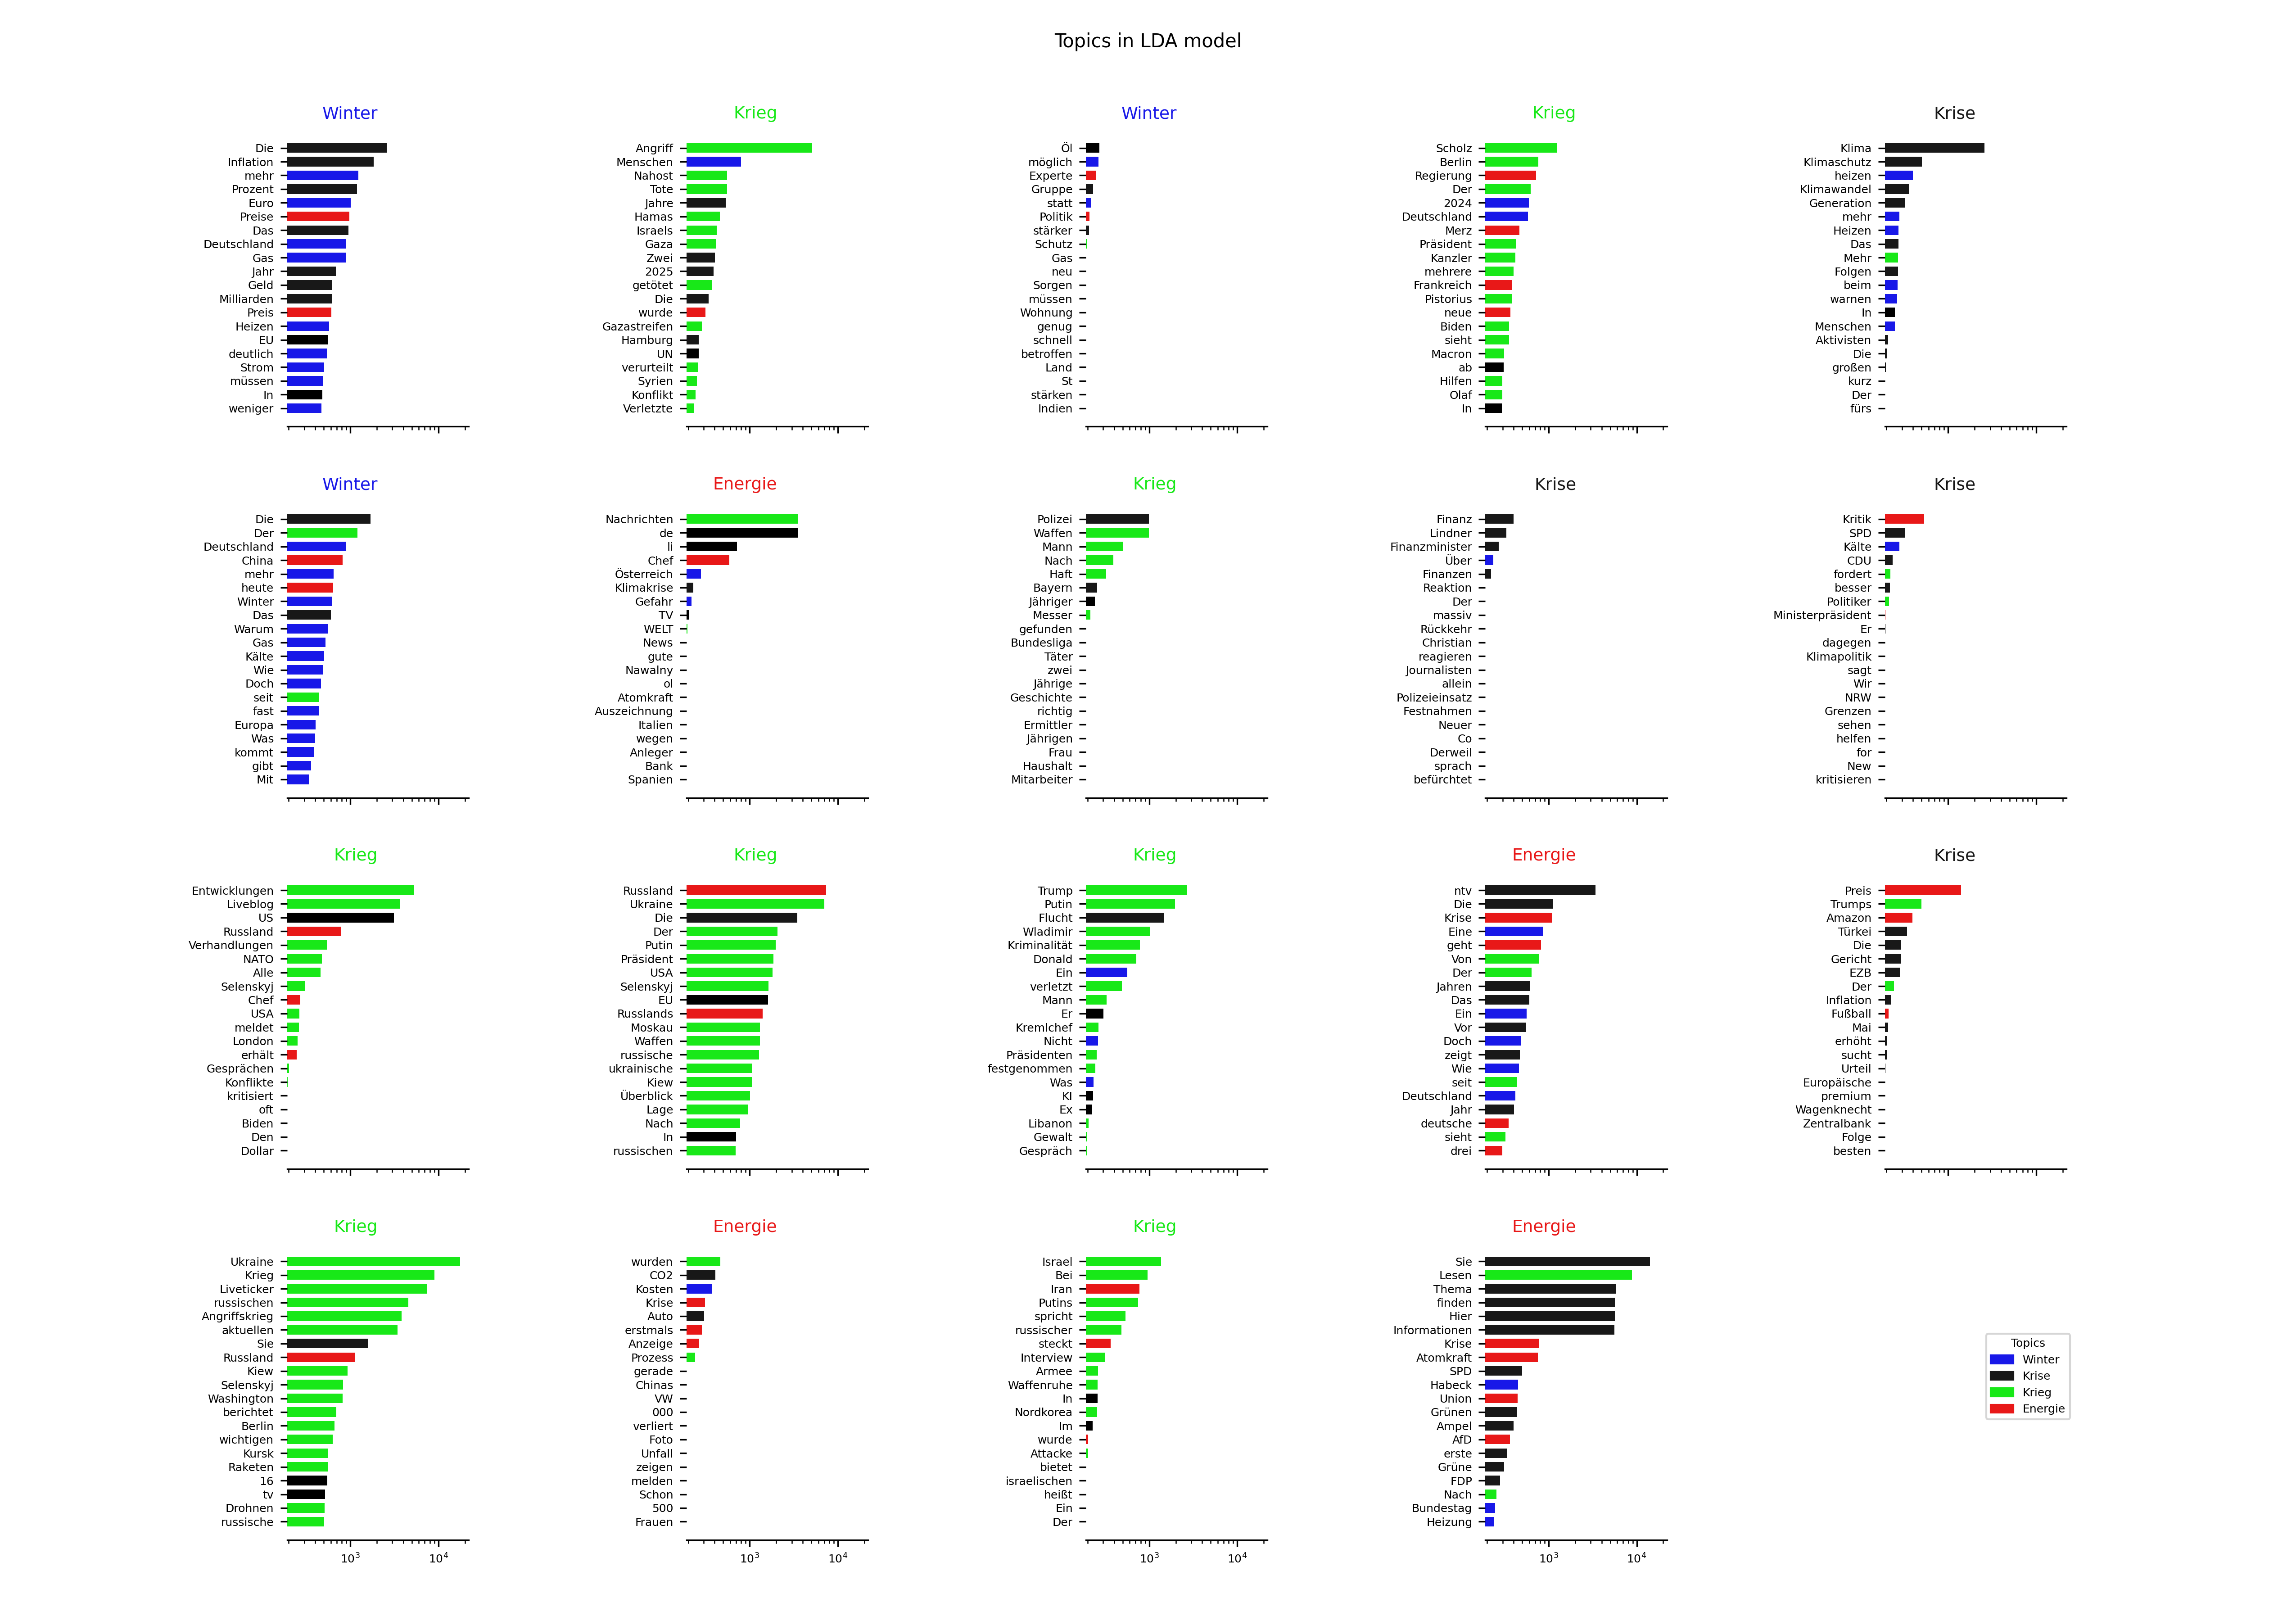 Topics in LDA model
Winter
Die
Inflation
mehr
Prozent
Euro
Preise
Das
Deutschland
Gas
Jahr
Geld
Milliarden
Preis
Heizen
EU
deutlich
Strom
müssen
In
weniger
Krieg
Angriff
Menschen
Nahost
Tote
Jahre
Hamas
Israels
Gaza
Zwei
2025
getötet
Die
wurde
Gazastreifen
Hamburg
UN
verurteilt
Syrien
Konflikt
Verletzte
Winter
Öl
möglich
Experte
Gruppe
statt
Politik
stärker
Schutz
Gas
neu
Sorgen
müssen
Wohnung
genug
schnell
betroffen
Land
St
stärken
Indien
Krieg
Scholz
Berlin
Regierung
Der
2024
Deutschland
Merz
Präsident
Kanzler
mehrere
Frankreich
Pistorius
neue
Biden
sieht
Macron
ab
Hilfen
Olaf
In
Krise
Klima
Klimaschutz
heizen
Klimawandel
Generation
mehr
Heizen
Das
Mehr
Folgen
beim
warnen
In
Menschen
Aktivisten
Die
großen
kurz
Der
fürs
Winter
Die
Der
Deutschland
China
mehr
heute
Winter
Das
Warum
Gas
Kälte
Wie
Doch
seit
fast
Europa
Was
kommt
gibt
Mit
Energie
Nachrichten
de
li
Chef
Österreich
Klimakrise
Gefahr
TV
WELT
News
gute
Nawalny
ol
Atomkraft
Auszeichnung
Italien
wegen
Anleger
Bank
Spanien
Krieg
Polizei
Waffen
Mann
Nach
Haft
Bayern
Jähriger
Messer
gefunden
Bundesliga
Täter
zwei
Jährige
Geschichte
richtig
Ermittler
Jährigen
Frau
Haushalt
Mitarbeiter
Krise
Finanz
Lindner
Finanzminister
Über
Finanzen
Reaktion
Der
massiv
Rückkehr
Christian
reagieren
Journalisten
allein
Polizeieinsatz
Festnahmen
Neuer
Co
Derweil
sprach
befürchtet
Krise
Kritik
SPD
Kälte
CDU
fordert
besser
Politiker
Ministerpräsident
Er
dagegen
Klimapolitik
sagt
Wir
NRW
Grenzen
sehen
helfen
for
New
kritisieren
Krieg
Entwicklungen
Liveblog
US
Russland
Verhandlungen
NATO
Alle
Selenskyj
Chef
USA
meldet
London
erhält
Gesprächen
Konflikte
kritisiert
oft
Biden
Den
Dollar
Krieg
Russland
Ukraine
Die
Der
Putin
Präsident
USA
Selenskyj
EU
Russlands
Moskau
Waffen
russische
ukrainische
Kiew
Überblick
Lage
Nach
In
russischen
Krieg
Trump
Putin
Flucht
Wladimir
Kriminalität
Donald
Ein
verletzt
Mann
Er
Kremlchef
Nicht
Präsidenten
festgenommen
Was
KI
Ex
Libanon
Gewalt
Gespräch
Energie
ntv
Die
Krise
Eine
geht
Von
Der
Jahren
Das
Ein
Vor
Doch
zeigt
Wie
seit
Deutschland
Jahr
deutsche
sieht
drei
Krise
Preis
Trumps
Amazon
Türkei
Die
Gericht
EZB
Der
Inflation
Fußball
Mai
erhöht
sucht
Urteil
Europäische
premium
Wagenknecht
Zentralbank
Folge
besten
Krieg
Ukraine
Krieg
Liveticker
russischen
Angriffskrieg
aktuellen
Sie
Russland
Kiew
Selenskyj
Washington
berichtet
Berlin
wichtigen
Kursk
Raketen
16
tv
Drohnen
russische
10³ 10⁴
Energie
wurden
CO2
Kosten
Krise
Auto
erstmals
Anzeige
Prozess
gerade
Chinas
VW
000
verliert
Foto
Unfall
zeigen
melden
Schon
500
Frauen
10³ 10⁴
Krieg
Israel
Bei
Iran
Putins
spricht
russischer
steckt
Interview
Armee
Waffenruhe
In
Nordkorea
Im
wurde
Attacke
bietet
israelischen
heißt
Ein
Der
10³ 10⁴
Energie
Sie
Lesen
Thema
finden
Hier
Informationen
Krise
Atomkraft
SPD
Habeck
Union
Grünen
Ampel
AfD
erste
Grüne
FDP
Nach
Bundestag
Heizung
10³ 10⁴
Topics
Winter
Krise
Krieg
Energie